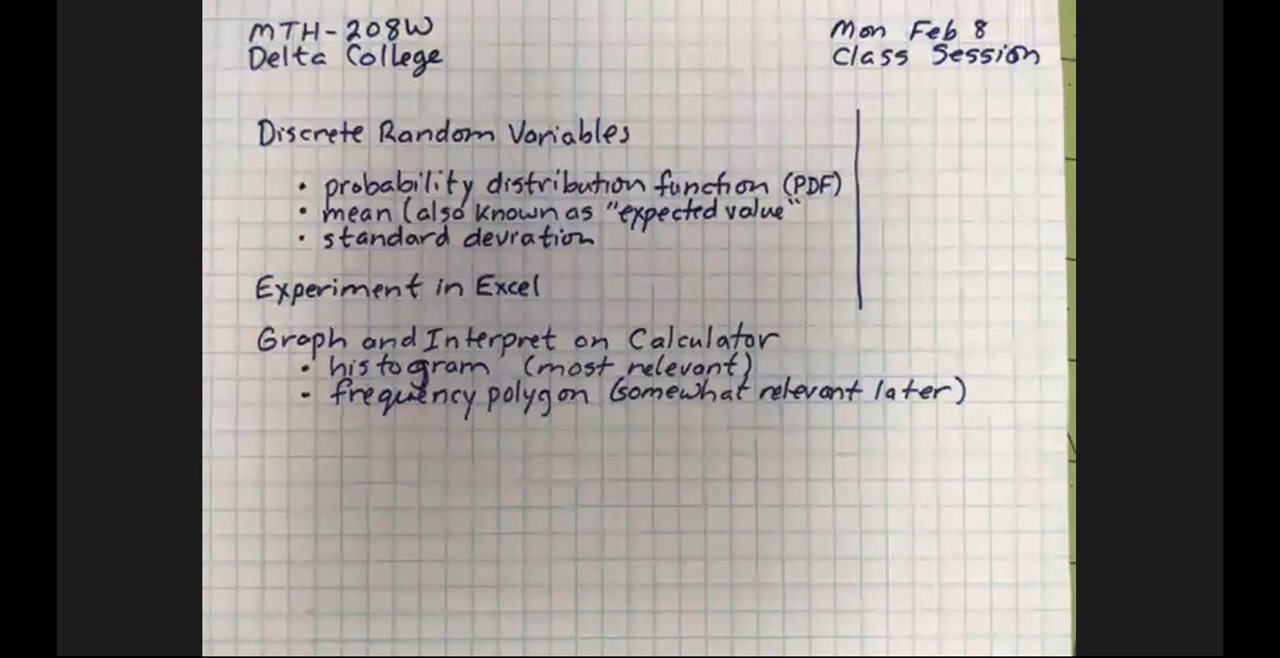 MTH-208W
Delta College
Mon Feb 8
Class Session
Discrete Random Variables
• probability distribution function (PDF)
• mean (also known as "expected value"
• standard deviation
Experiment in Excel
Graph and Interpret on Calculator
• histogram (most relevant)
• frequency polygon (somewhat relevant later)